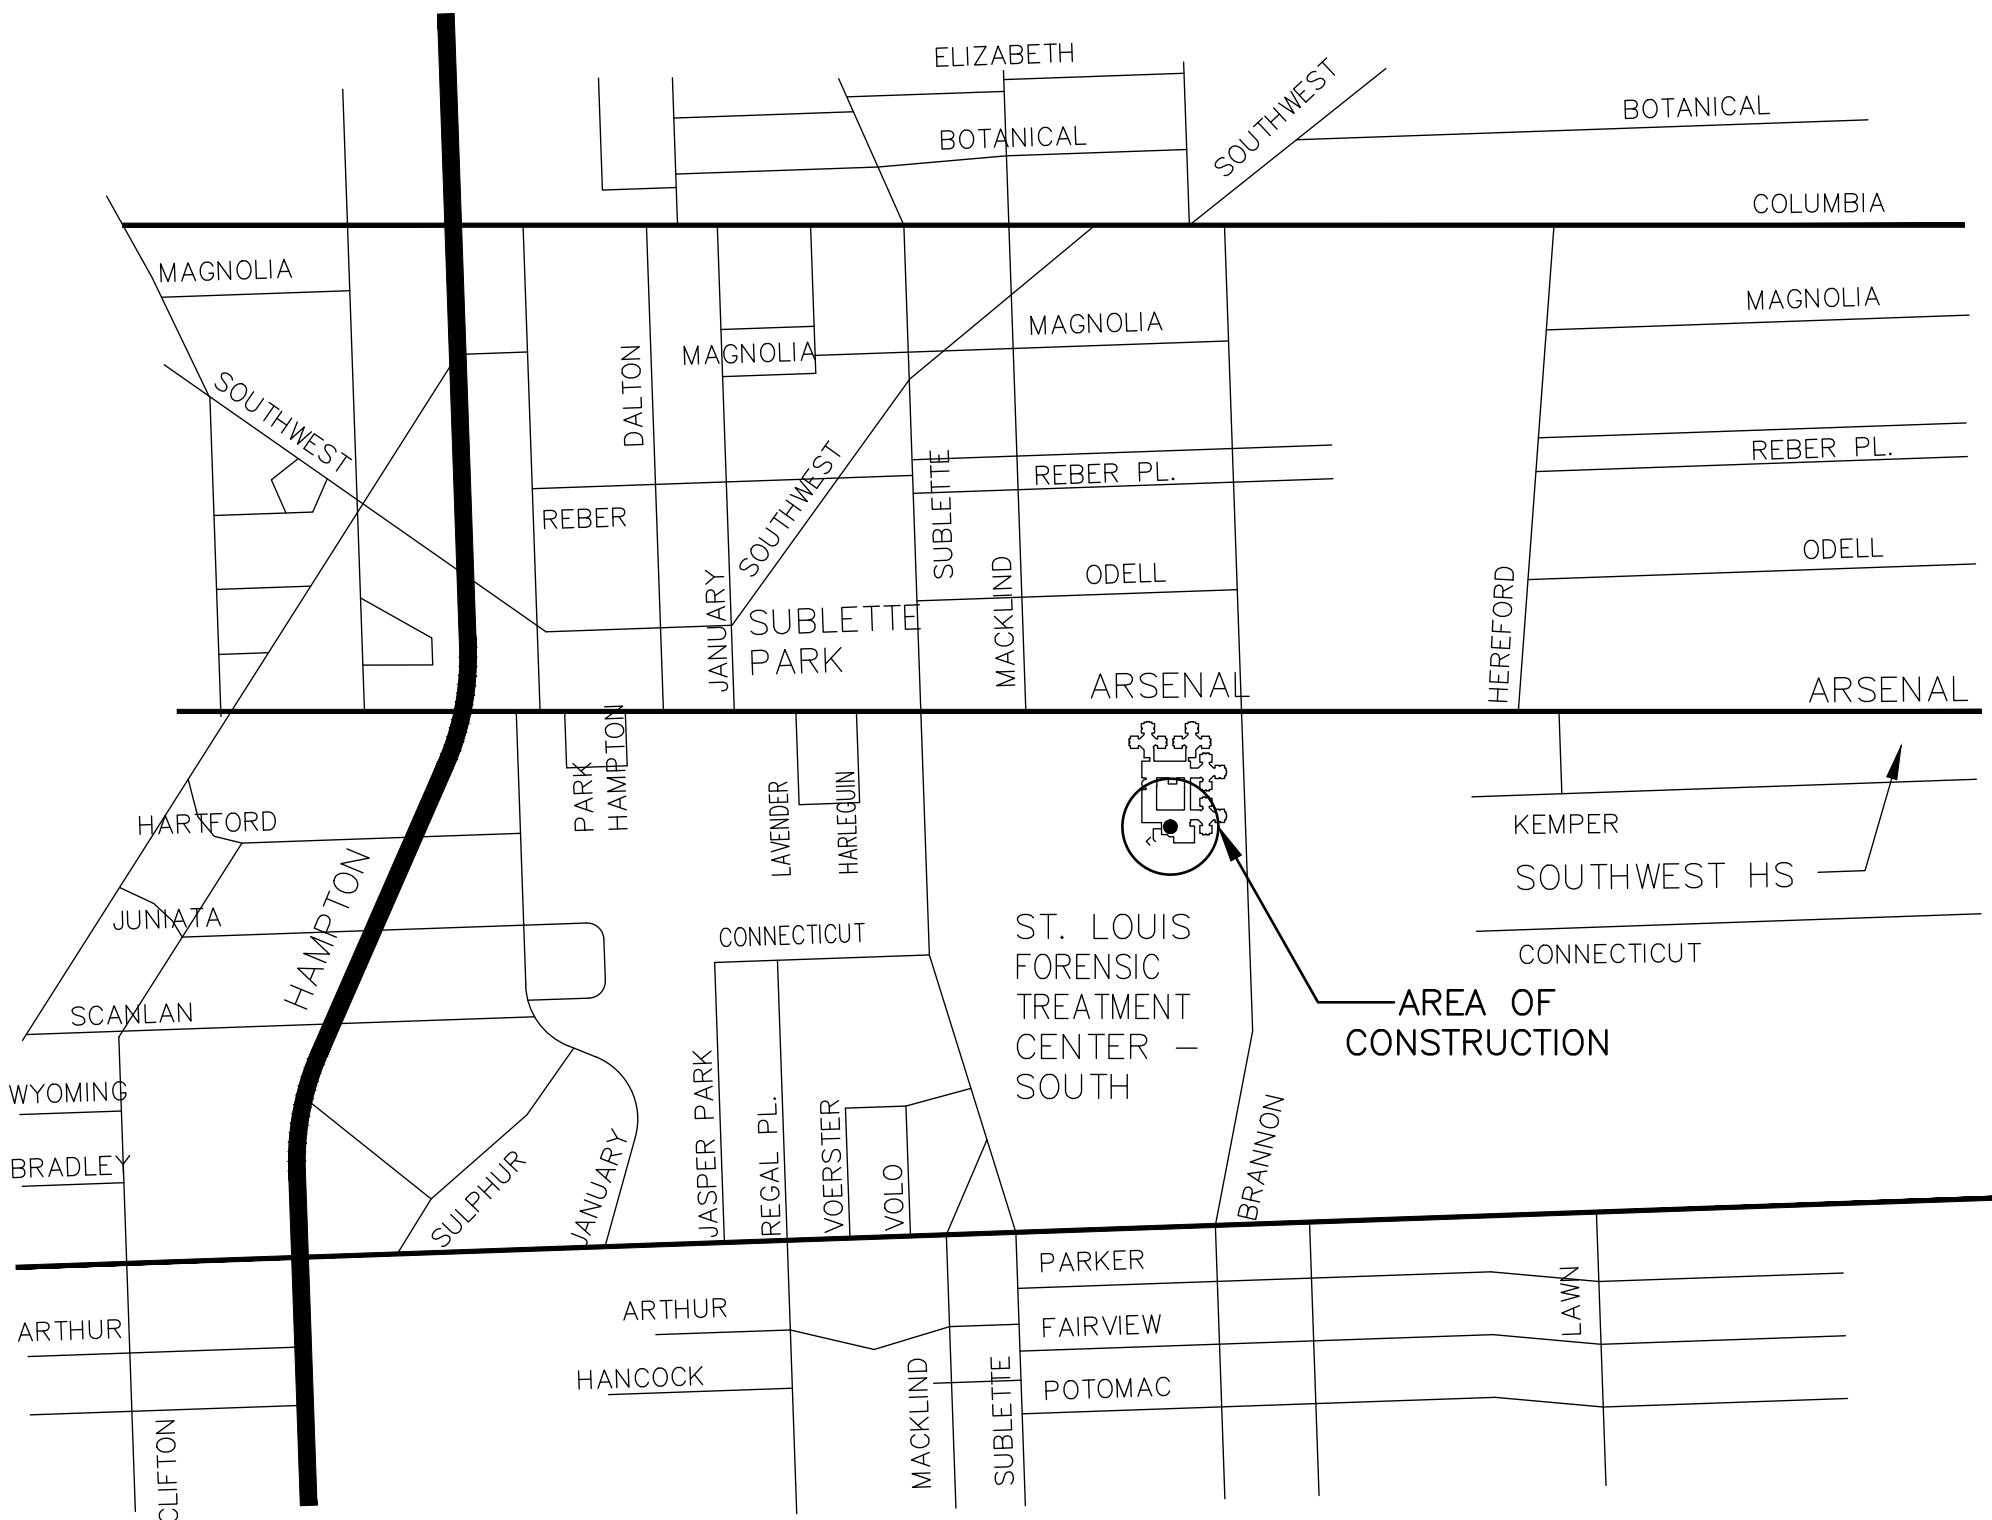 ELIZABETH
SOUTHWEST
BOTANICAL
BOTANICAL
COLUMBIA
MAGNOLIA
MAGNOLIA
MAGNOLIA
MAGNOLIA
SOUTHWEST
DALTON
SOUTHWEST
SUBLETTE
REBER PL.
REBER PL.
REBER
ODELL
ODELL
JANUARY
MACKLIND
HEREFORD
SUBLETTE
PARK
ARSENAL
ARSENAL
PARK
HAMPTON
LAVENDER
HARLEGUIN
HARTFORD
KEMPER
SOUTHWEST HS
HAMPTON
JUNIATA
CONNECTICUT
CONNECTICUT
ST. LOUIS
FORENSIC
TREATMENT
CENTER –
SOUTH
AREA OF
CONSTRUCTION
SCANLAN
WYOMING
BRADLEY
SULPHUR
JANUARY
JASPER PARK
REGAL PL.
VOERSTER
VOLO
BRANNON
PARKER
ARTHUR
ARTHUR
FAIRVIEW
LAWN
HANCOCK
POTOMAC
MACKLIND
SUBLETTE
CLIFTON